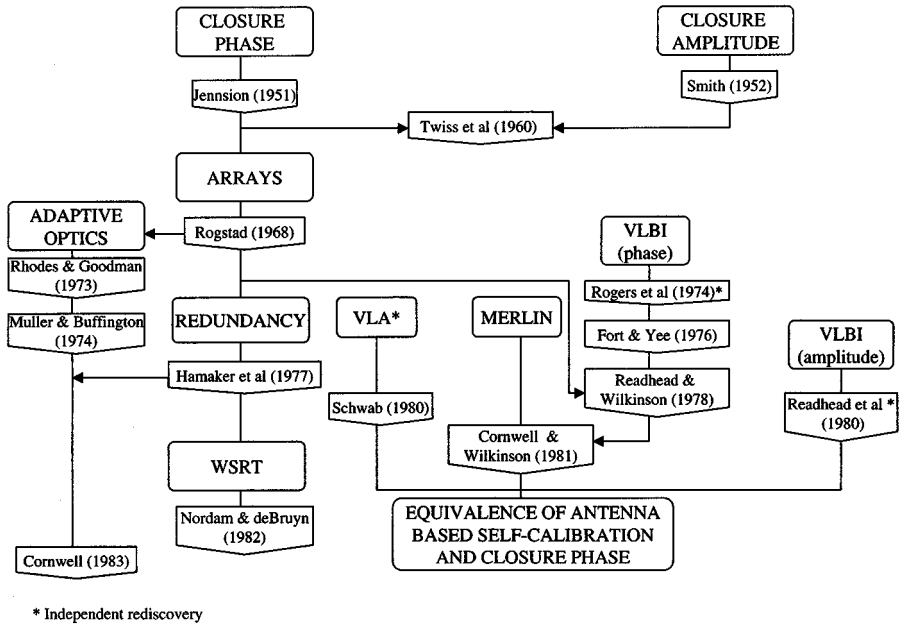 CLOSURE
PHASE
CLOSURE
AMPLITUDE
Jennsion (1951)
Smith (1952)
Twiss et al (1960)
ARRAYS
ADAPTIVE
OPTICS
Rogstad (1968)
VLBI
(phase)
Rhodes & Goodman
(1973)
Rogers et al (1974)*
Muller & Buffington
(1974)
REDUNDANCY
VLA*
MERLIN
Fort & Yee (1976)
VLBI
(amplitude)
Hamaker et al (1977)
Readhead &
Wilkinson (1978)
Schwab (1980)
Readhead et al *
(1980)
Cornwell &
Wilkinson (1981)
WSRT
Nordam & deBruyn
(1982)
EQUIVALENCE OF ANTENNA
BASED SELF-CALIBRATION
AND CLOSURE PHASE
Cornwell (1983)
* Independent rediscovery